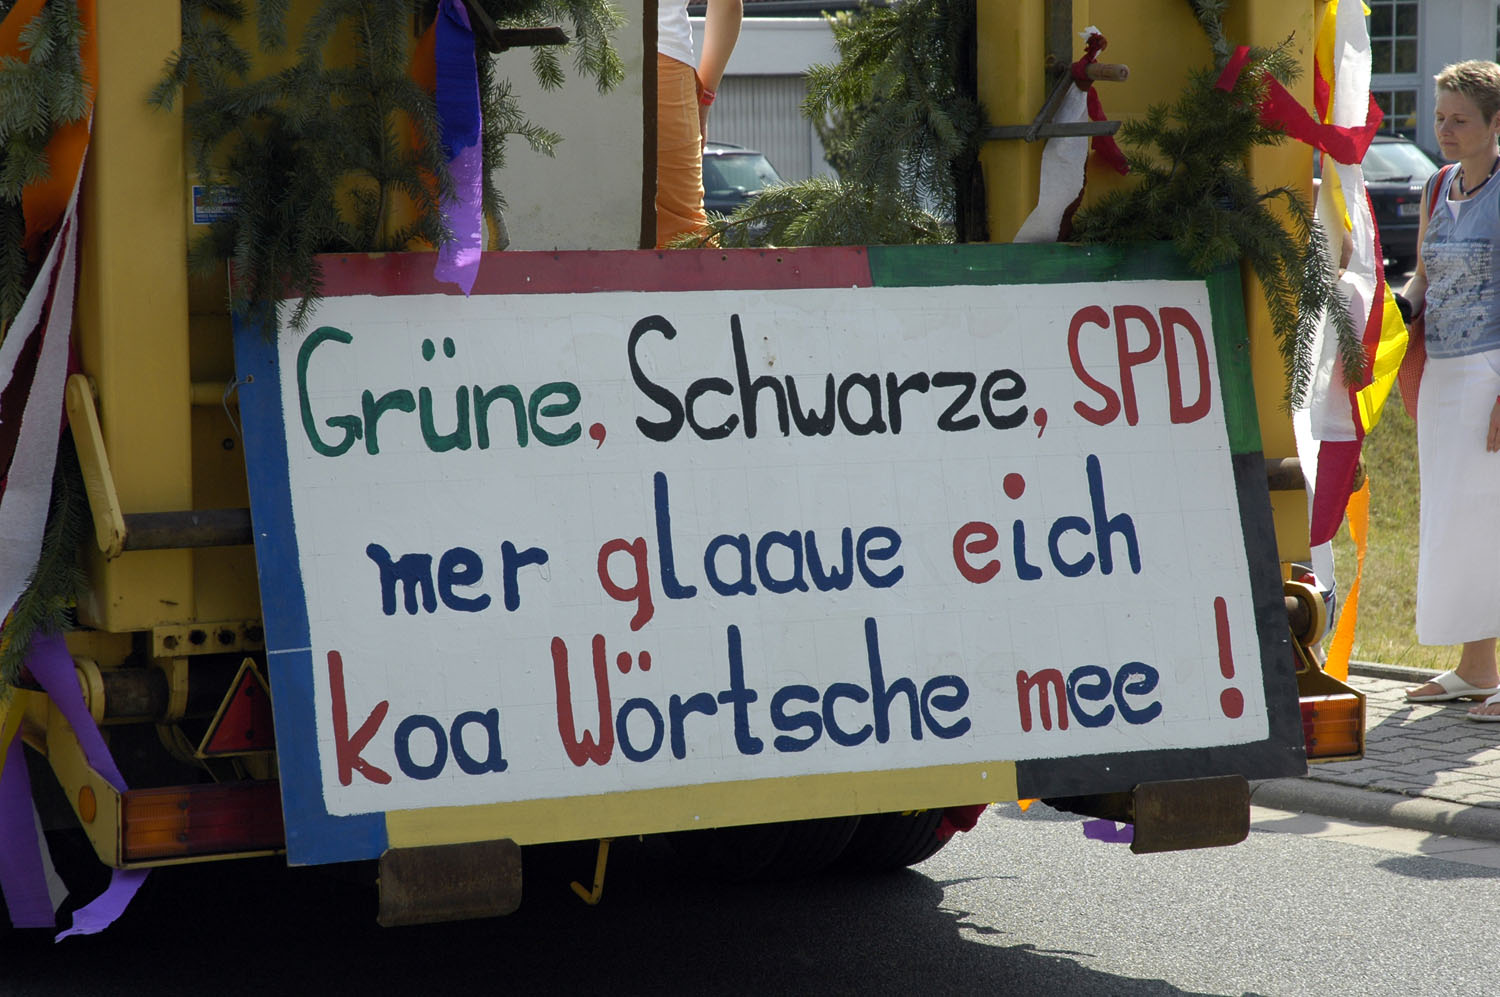 Grüne, Schwarze, SPD
mer glaawe eich
koa Wörtsche mee !